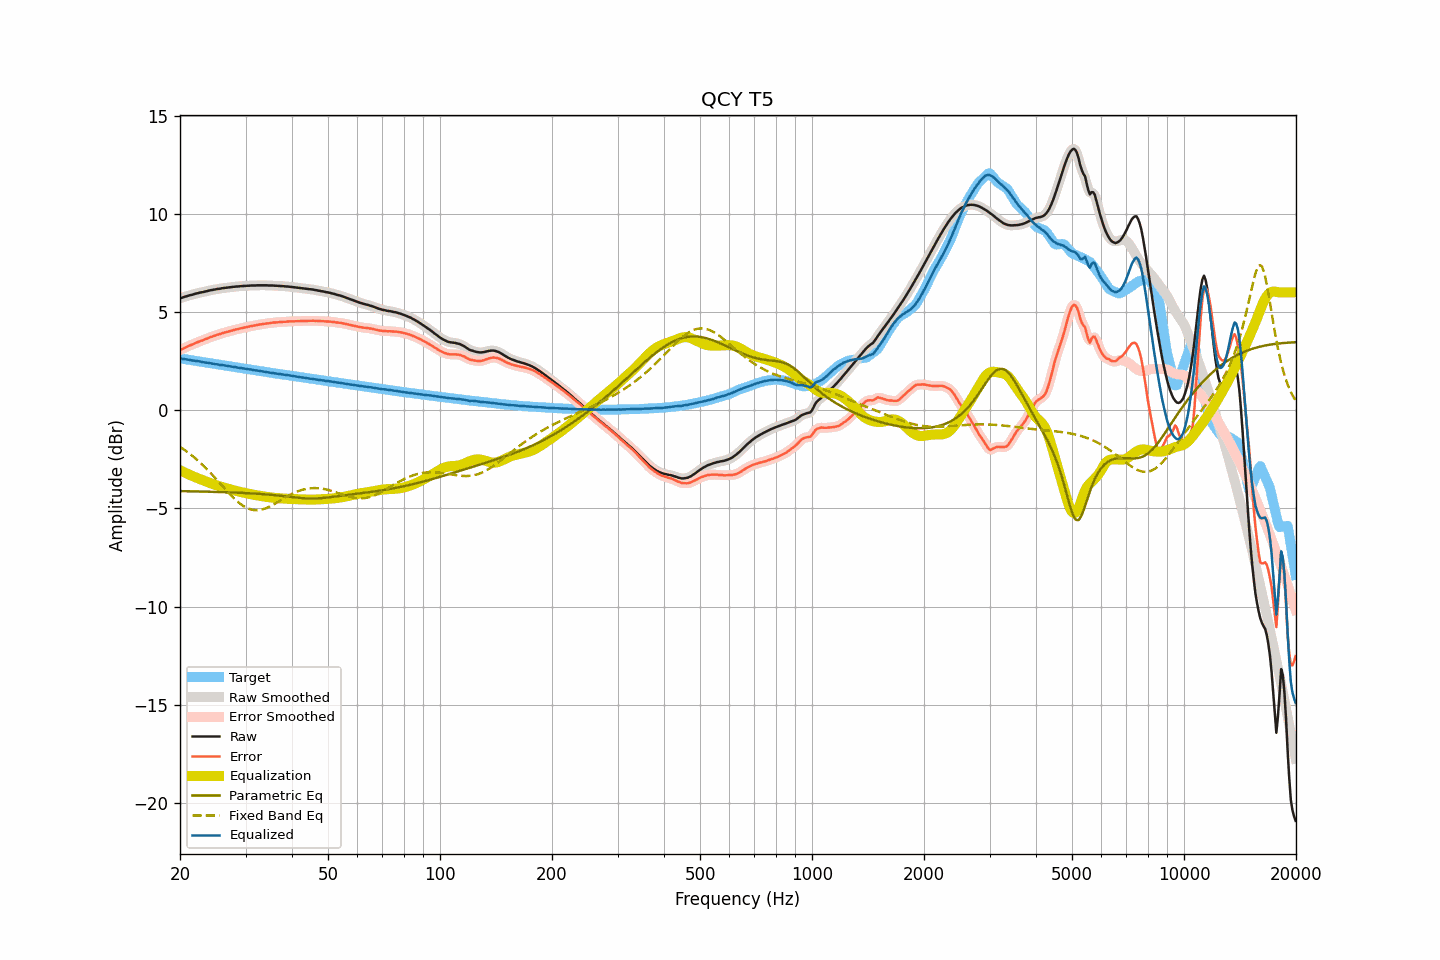 QCY T5
15
10
5
0
−5
−10
−15
−20
Amplitude (dBr)
Target
Raw Smoothed
Error Smoothed
Raw
Error
Equalization
Parametric Eq
Fixed Band Eq
Equalized
20 50 100 200 500 1000 2000 5000 10000 20000
Frequency (Hz)